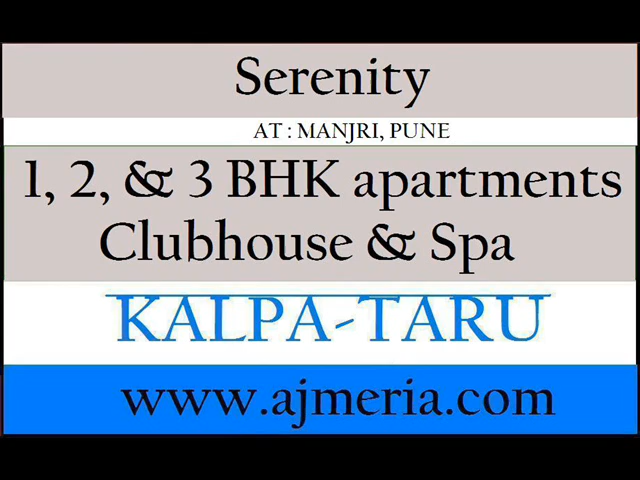 Serenity
AT : MANJRI, PUNE
1, 2, & 3 BHK apartments
Clubhouse & Spa
KALPA-TARU
www.ajmeria.com